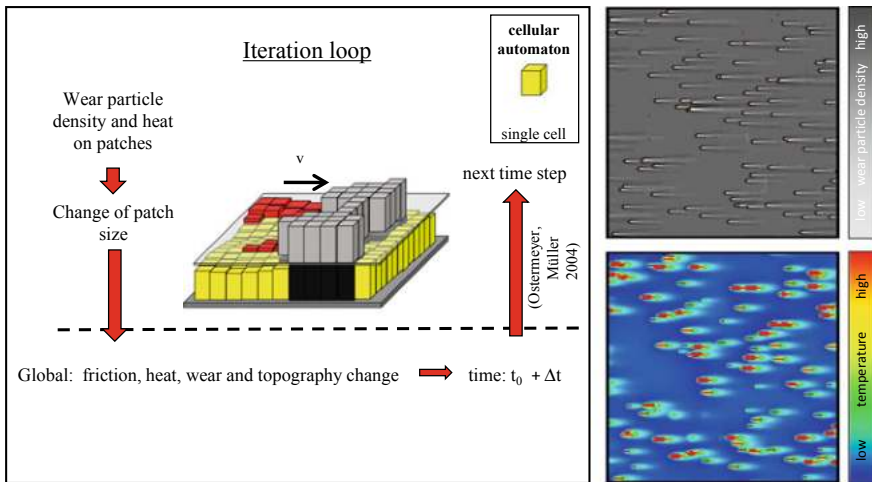 Iteration loop
cellular
automaton
single cell
Wear particle
density and heat
on patches
Change of patch
size
v
next time step
(Ostermeyer,
Müller
2004)
Global: friction, heat, wear and topography change
time: t₀ + Δt
low wear particle density high
low temperature high